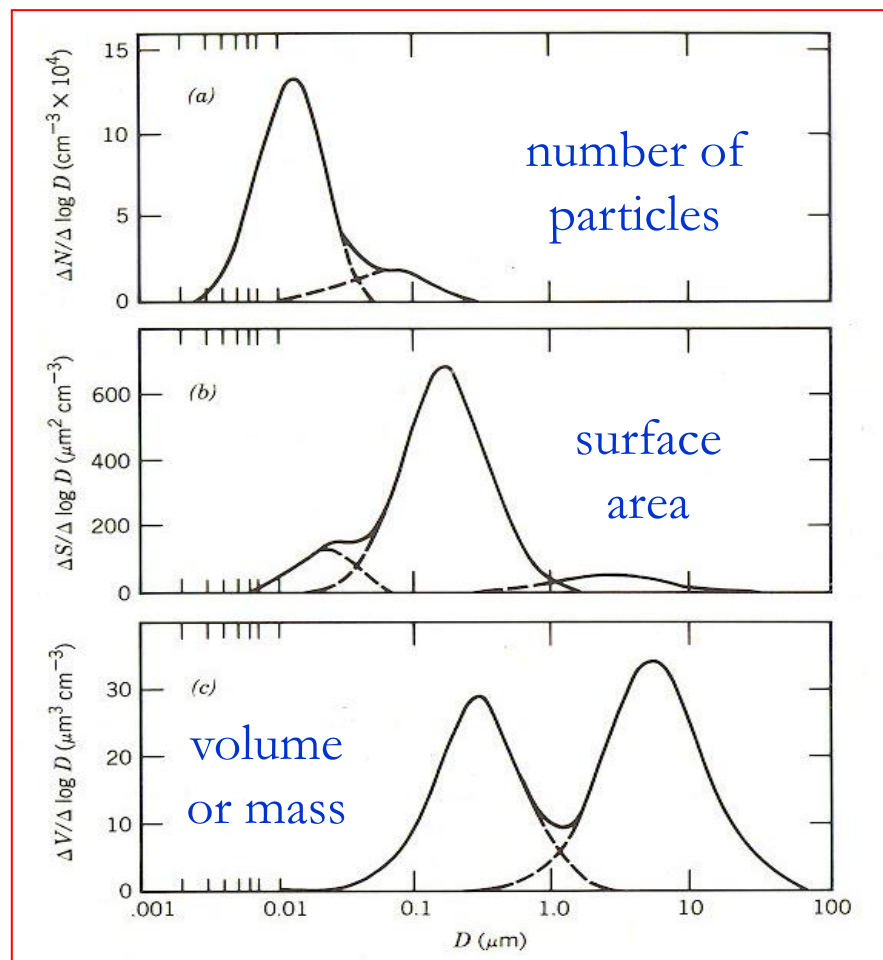 15
10
5
0
ΔN/Δ log D (cm⁻³ × 10⁴)
(a)
number of
particles
600
400
200
0
ΔS/Δ log D (μm² cm⁻³)
(b)
surface
area
30
20
10
0
ΔV/Δ log D (μm³ cm⁻³)
(c)
volume
or mass
.001 0.01 0.1 1.0 10 100
D (μm)